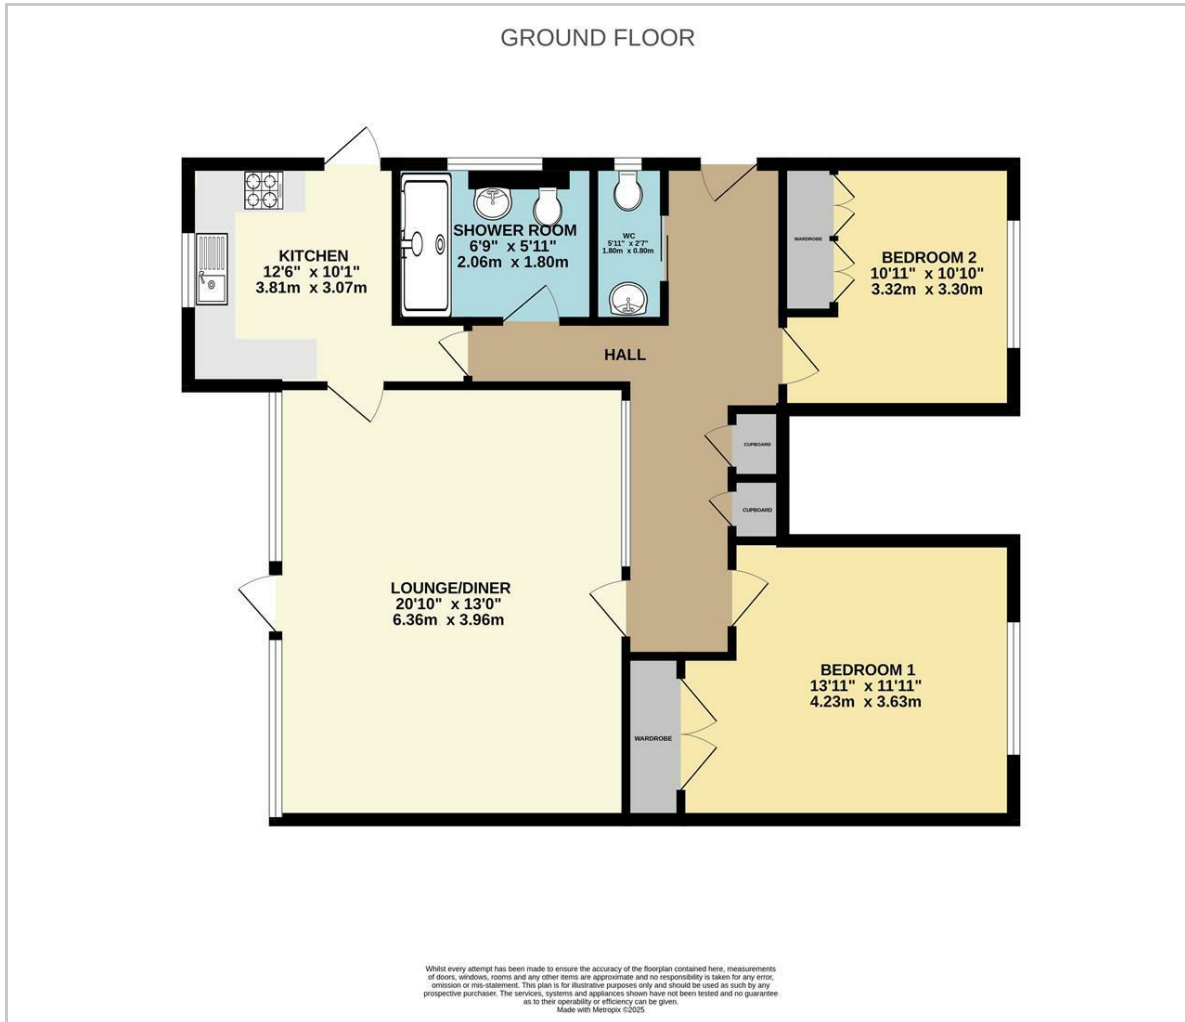 GROUND FLOOR
KITCHEN
12'6" x 10'1"
3.81m x 3.07m
SHOWER ROOM
6'9" x 5'11"
2.06m x 1.80m
WC
5'11" x 2'7"
1.80m x 0.80m
WARDROBE
BEDROOM 2
10'11" x 10'10"
3.32m x 3.30m
HALL
CUPBOARD
CUPBOARD
LOUNGE/DINER
20'10" x 13'0"
6.36m x 3.96m
BEDROOM 1
13'11" x 11'11"
4.23m x 3.63m
WARDROBE
Whilst every attempt has been made to ensure the accuracy of the floorplan contained here, measurements
of doors, windows, rooms and any other items are approximate and no responsibility is taken for any error,
omission or mis-statement. This plan is for illustrative purposes only and should be used as such by any
prospective purchaser. The services, systems and appliances shown have not been tested and no guarantee
as to their operability or efficiency can be given.
Made with Metropix ©2025